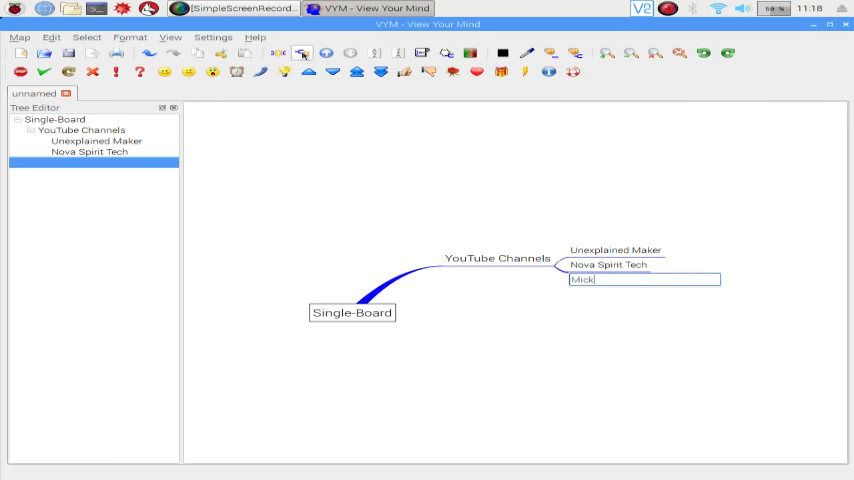 [SimpleScreenRecord...
VYM - View Your Mind
V2
11:18
VYM - View Your Mind
Map Edit Select Format View Settings Help
unnamed
Tree Editor
Single-Board
YouTube Channels
Unexplained Maker
Nova Spirit Tech
Unexplained Maker
YouTube Channels
Nova Spirit Tech
Mick
Single-Board